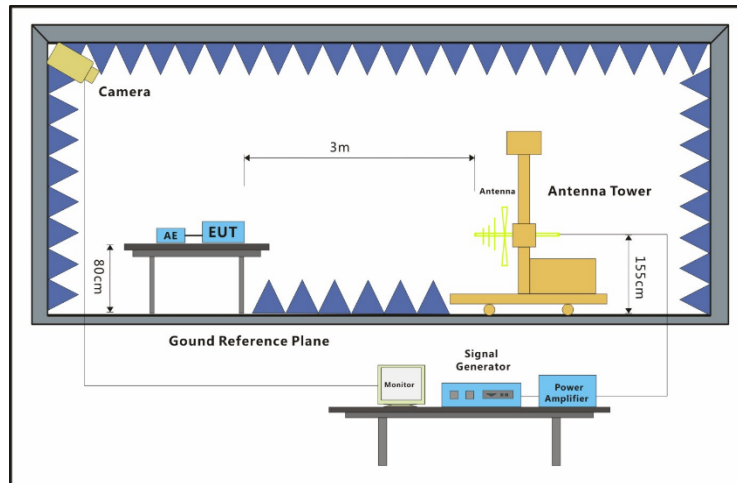 Camera
3m
Antenna
Antenna Tower
AE
EUT
80cm
155cm
Gound Reference Plane
Signal
Generator
Monitor
Power
Amplifier